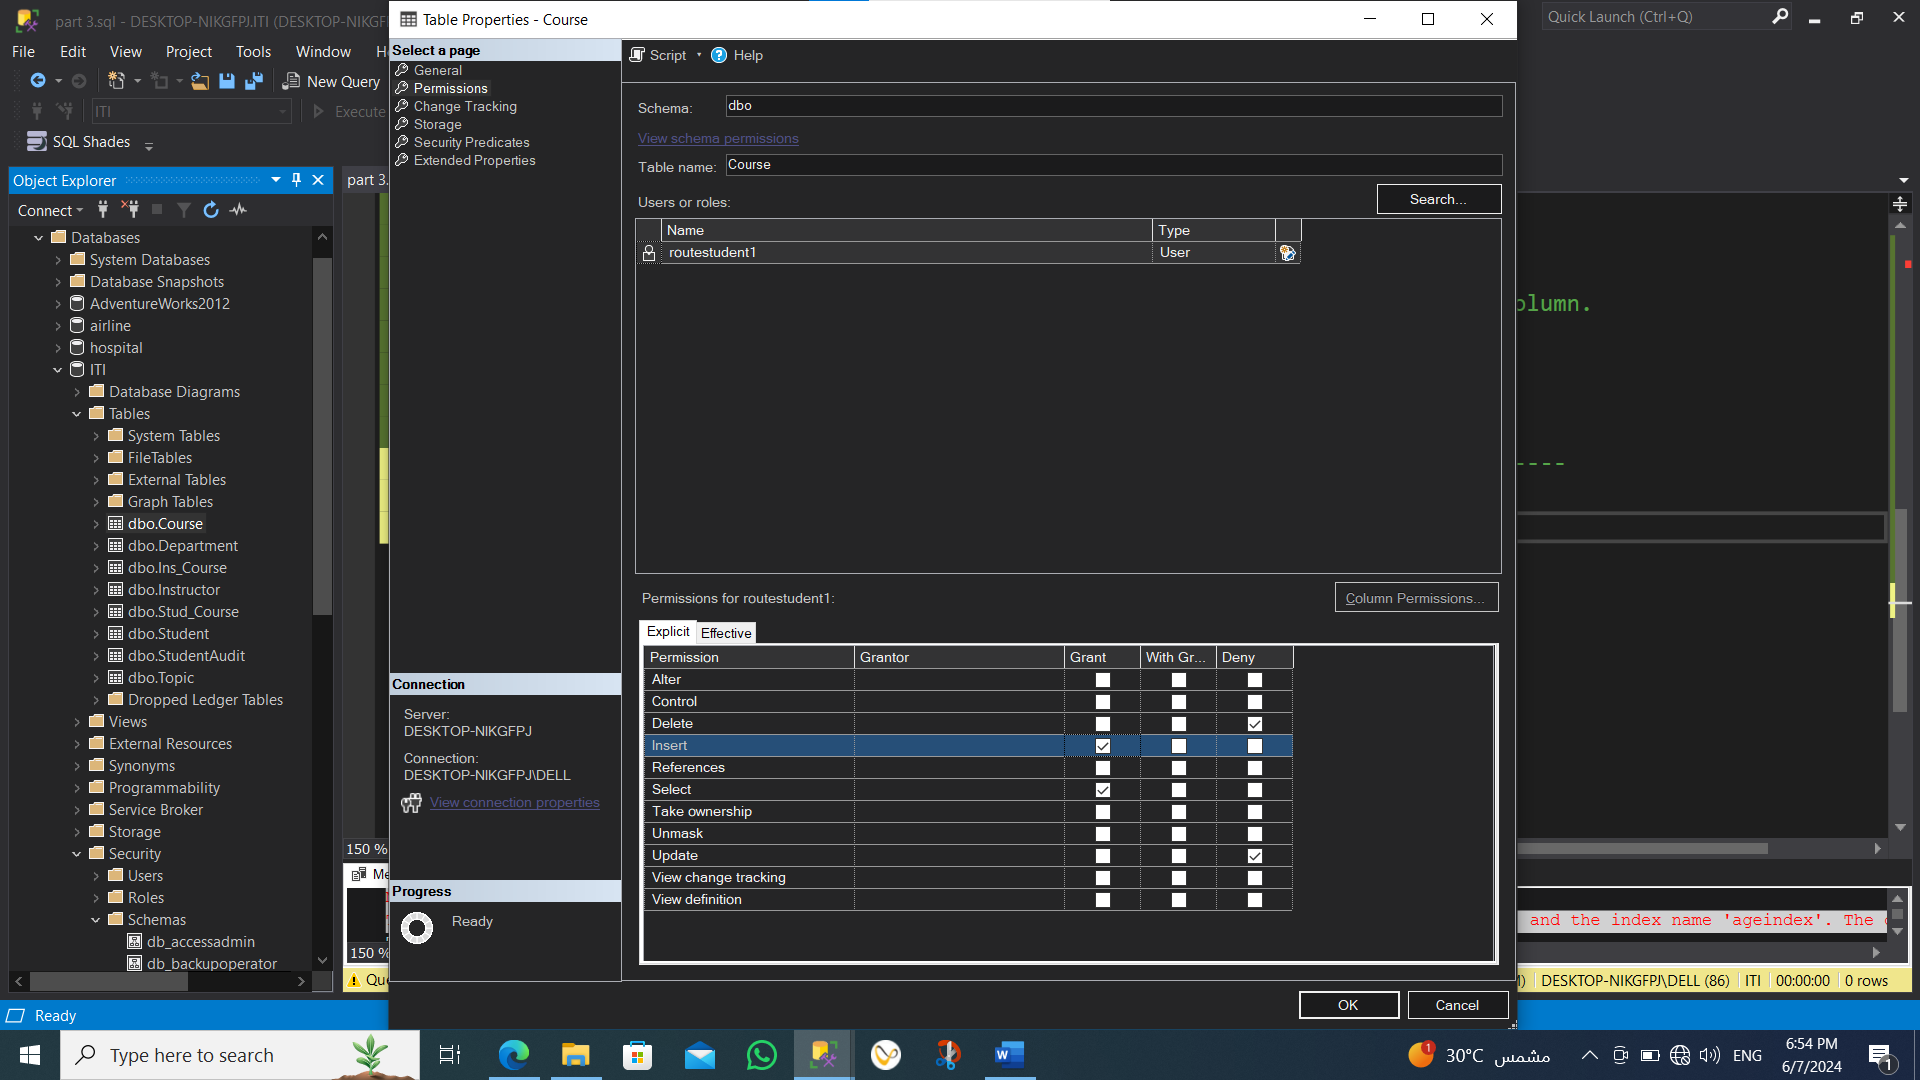 part 3.sql - DESKTOP-NIKGFPJ.ITI (DESKTOP-NIKGF
Quick Launch (Ctrl+Q)
File Edit View Project Tools Window H
New Query
ITI
Execute
SQL Shades
Object Explorer
Connect
Databases
System Databases
Database Snapshots
AdventureWorks2012
airline
hospital
ITI
Database Diagrams
Tables
System Tables
FileTables
External Tables
Graph Tables
dbo.Course
dbo.Department
dbo.Ins_Course
dbo.Instructor
dbo.Stud_Course
dbo.Student
dbo.StudentAudit
dbo.Topic
Dropped Ledger Tables
Views
External Resources
Synonyms
Programmability
Service Broker
Storage
Security
Users
Roles
Schemas
db_accessadmin
db_backupoperator
part 3.
150 %
Me
150 %
Que
Table Properties - Course
Select a page
General
Permissions
Change Tracking
Storage
Security Predicates
Extended Properties
Connection
Server:
DESKTOP-NIKGFPJ
Connection:
DESKTOP-NIKGFPJ\DELL
View connection properties
Progress
Ready
Script Help
Schema: dbo
View schema permissions
Table name: Course
Search...
Users or roles:
Name Type
routestudent1 User
Permissions for routestudent1:
Column Permissions...
Explicit Effective
Permission Grantor Grant With Gr... Deny
Alter
Control
Delete
Insert
References
Select
Take ownership
Unmask
Update
View change tracking
View definition
OK Cancel
olumn.
----
and the index name 'ageindex'. The
DESKTOP-NIKGFPJ\DELL (86) ITI 00:00:00 0 rows
Ready
Type here to search
1 30°C مشمس
ENG
6:54 PM
6/7/2024
1